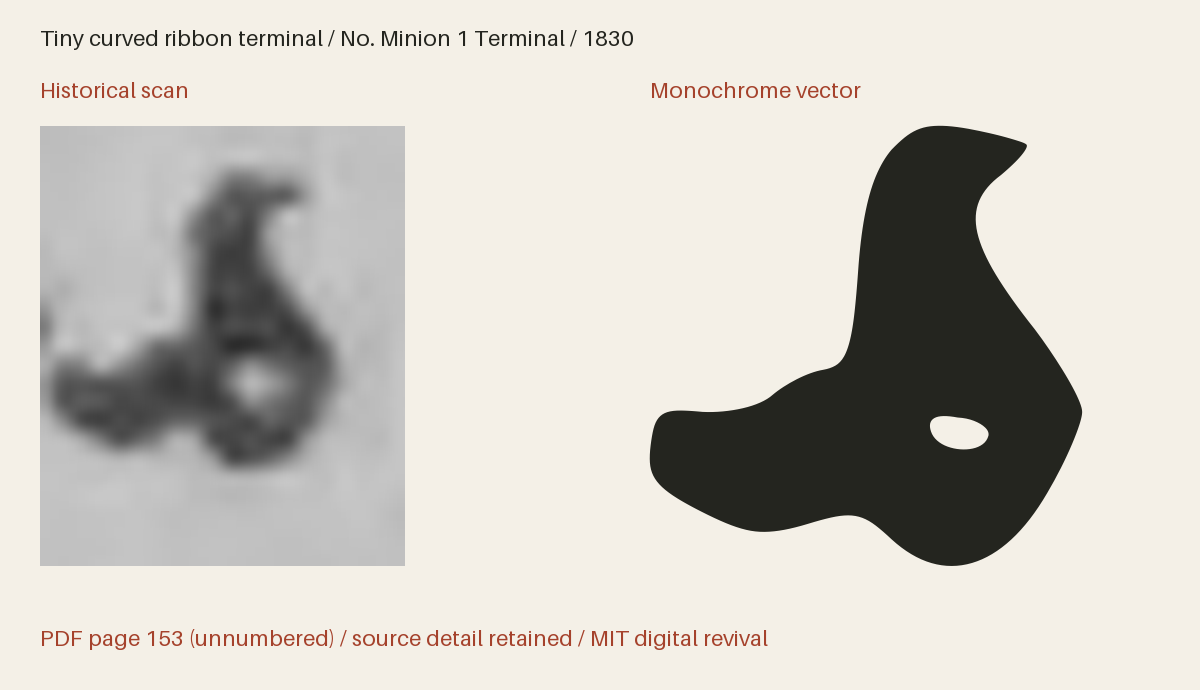 Tiny curved ribbon terminal / No. Minion 1 Terminal / 1830
Historical scan
Monochrome vector
PDF page 153 (unnumbered) / source detail retained / MIT digital revival